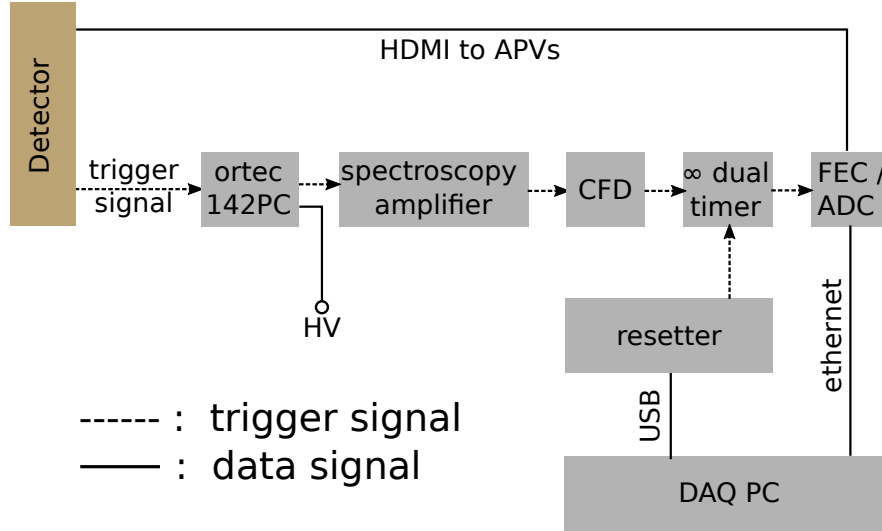 HDMI to APVs
Detector
trigger
signal
ortec
142PC
spectroscopy
amplifier
CFD
∞ dual
timer
FEC /
ADC
HV
resetter
ethernet
USB
: trigger signal
: data signal
DAQ PC